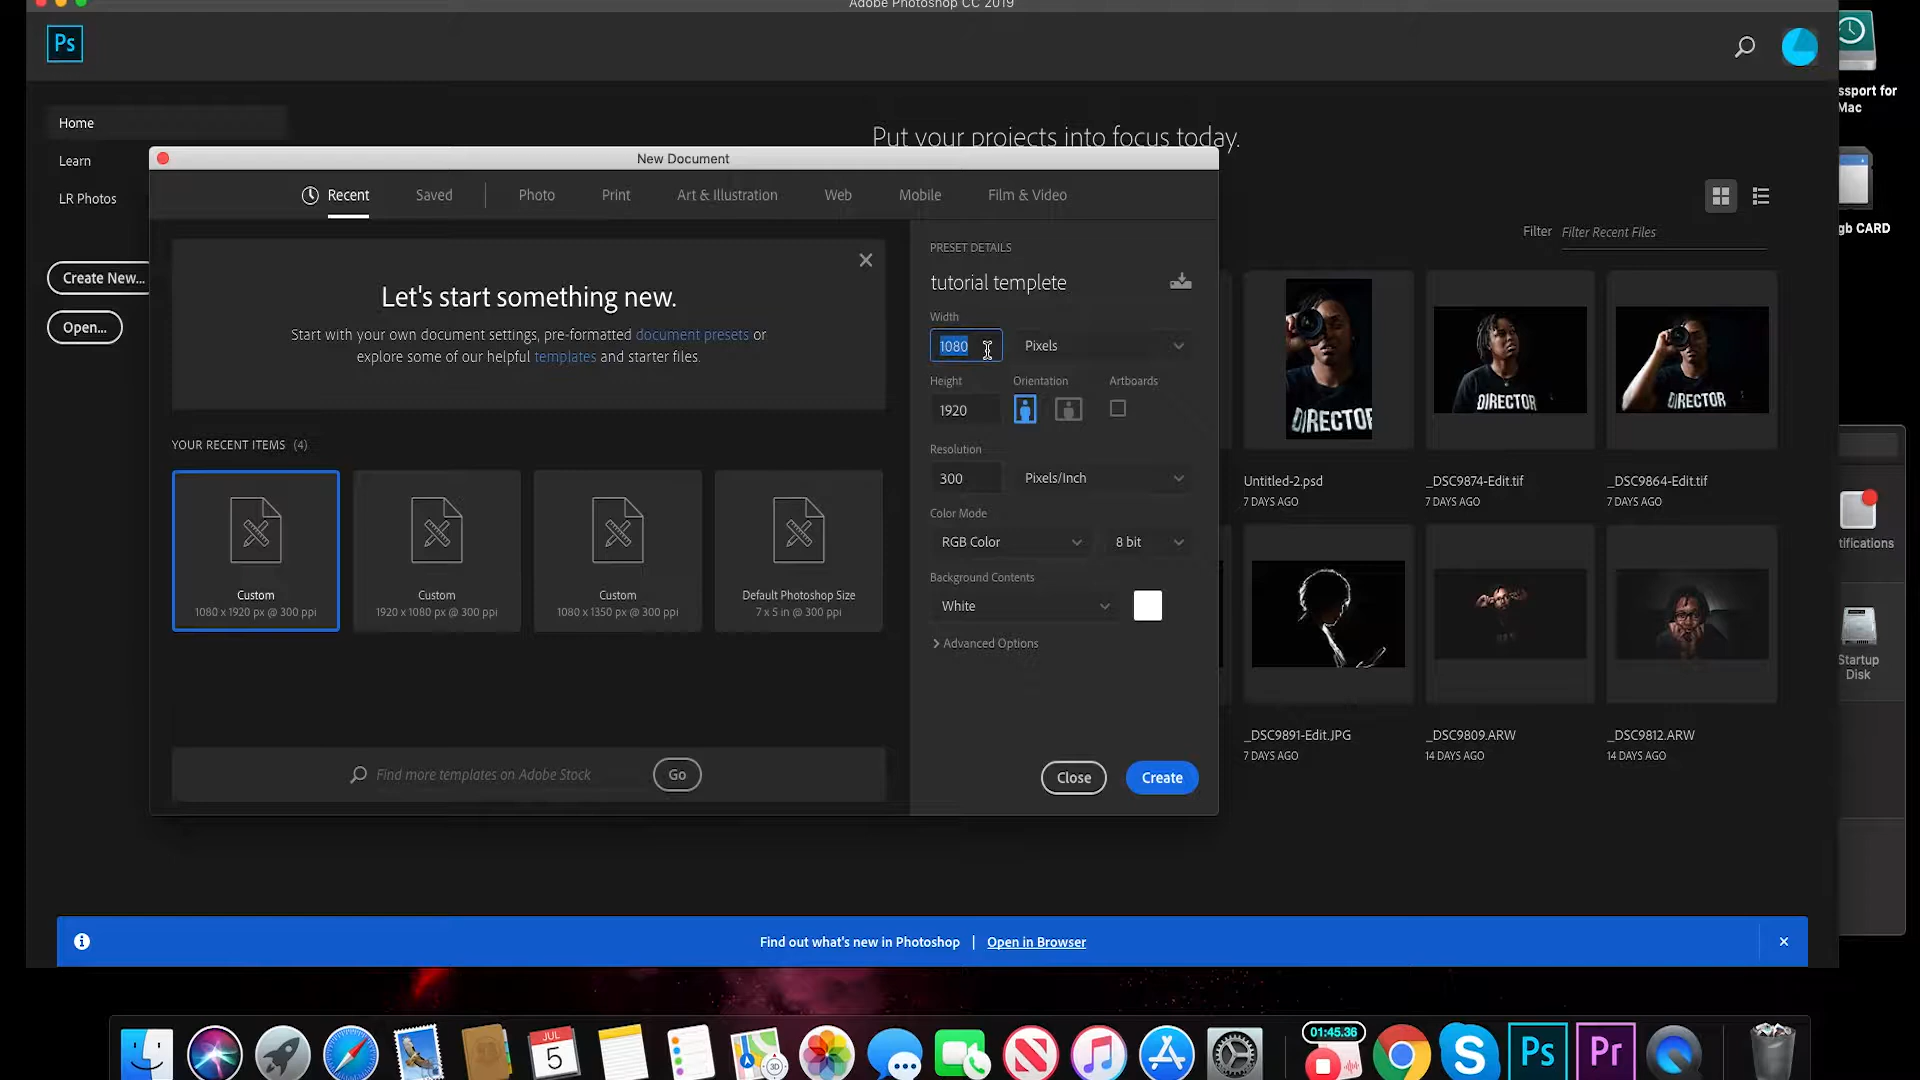 Adobe Photoshop CC 2019
Ps
ssport for
Mac
gb CARD
Home
Learn
LR Photos
Create New...
Open...
Put your projects into focus today.
Filter
Filter Recent Files
New Document
Recent
Saved
Photo
Print
Art & Illustration
Web
Mobile
Film & Video
Let's start something new.
Start with your own document settings, pre-formatted document presets or
explore some of our helpful templates and starter files.
YOUR RECENT ITEMS (4)
Custom
1080 x 1920 px @ 300 ppi
Custom
1920 x 1080 px @ 300 ppi
Custom
1080 x 1350 px @ 300 ppi
Default Photoshop Size
7 x 5 in @ 300 ppi
Find more templates on Adobe Stock
Go
PRESET DETAILS
tutorial templete
Width
1080
Pixels
Height
Orientation
Artboards
1920
Resolution
300
Pixels/Inch
Color Mode
RGB Color
8 bit
Background Contents
White
Advanced Options
Close
Create
DIRECTOR
DIRECTOR
DIRECTOR
Untitled-2.psd
7 DAYS AGO
_DSC9874-Edit.tif
7 DAYS AGO
_DSC9864-Edit.tif
7 DAYS AGO
_DSC9891-Edit.JPG
7 DAYS AGO
_DSC9809.ARW
14 DAYS AGO
_DSC9812.ARW
14 DAYS AGO
tifications
Startup
Disk
Find out what's new in Photoshop | Open in Browser
JUL
5
3D
01:45.36
S
Ps
Pr